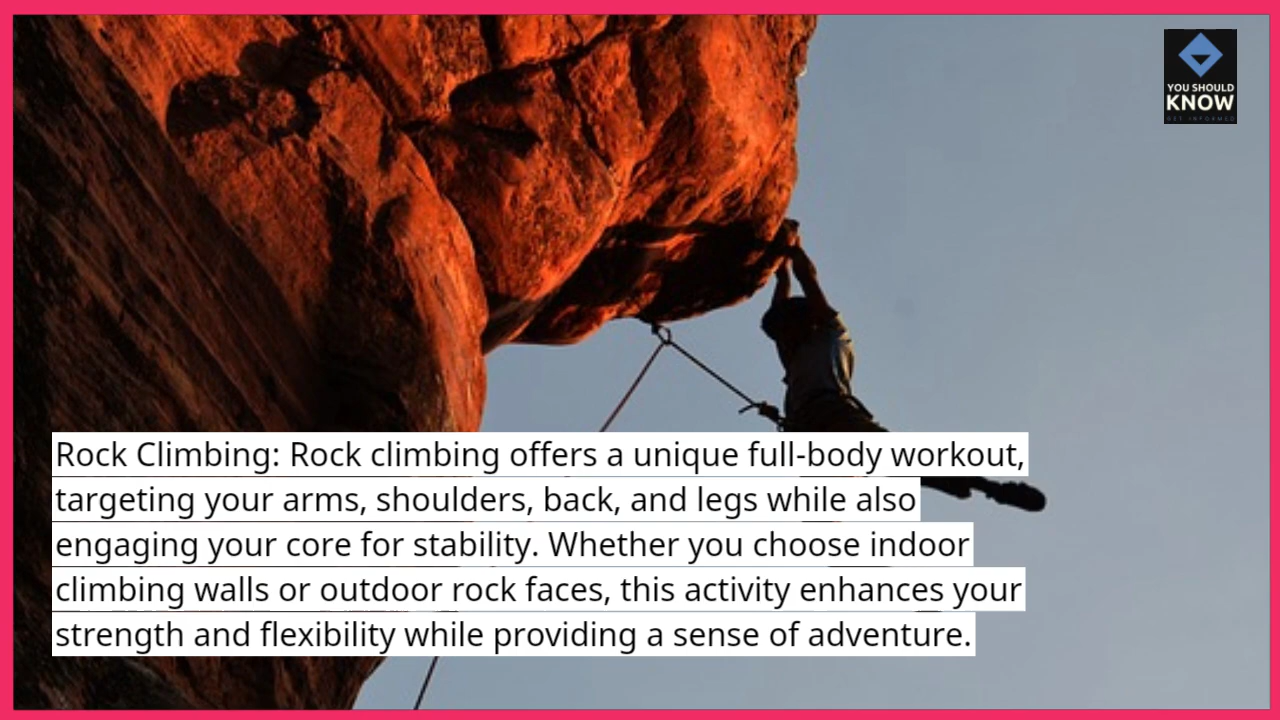 YOU SHOULD
KNOW
GET INFORMED
Rock Climbing: Rock climbing offers a unique full-body workout,
targeting your arms, shoulders, back, and legs while also
engaging your core for stability. Whether you choose indoor
climbing walls or outdoor rock faces, this activity enhances your
strength and flexibility while providing a sense of adventure.